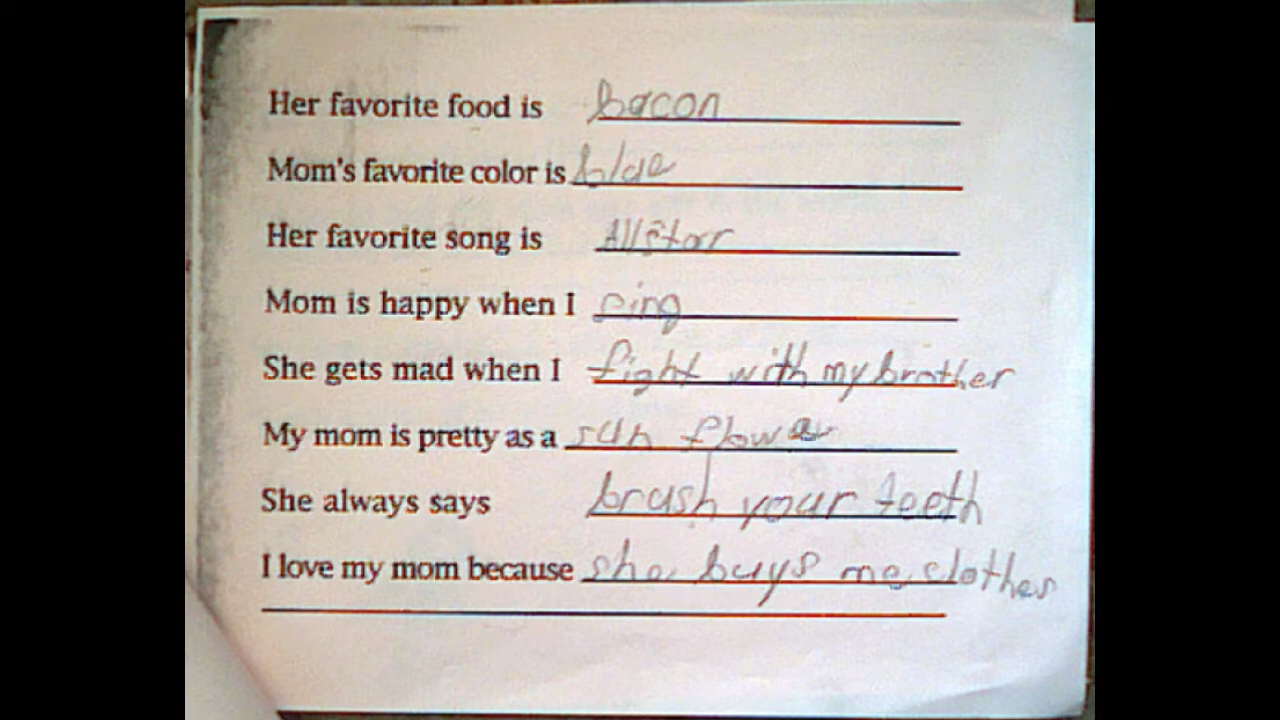 Her favorite food is bacon
Mom's favorite color is blue
Her favorite song is Allstarr
Mom is happy when I sing
She gets mad when I fight with my brother
My mom is pretty as a sun flower
She always says brush your teeth
I love my mom because she buys me clothes